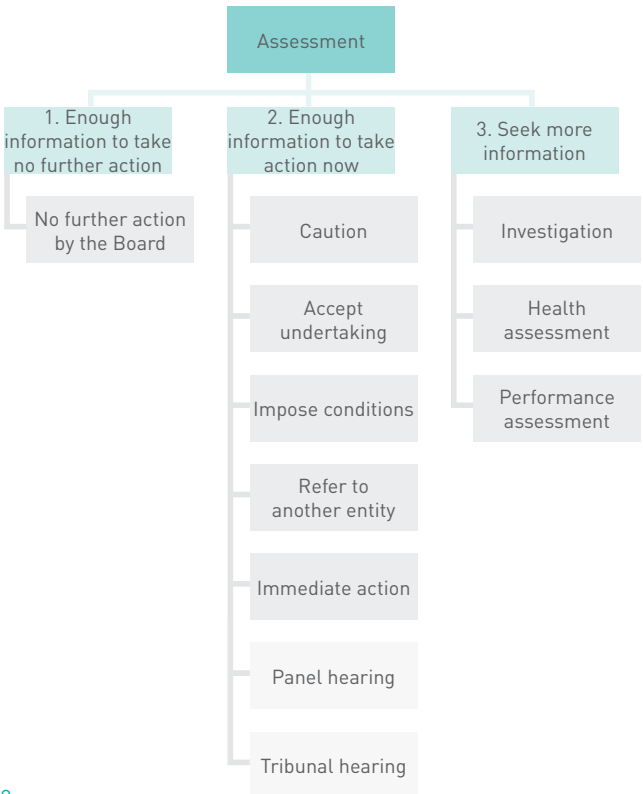 Assessment
1. Enough
information to take
no further action
No further action
by the Board
2. Enough
information to take
action now
Caution
Accept
undertaking
Impose conditions
Refer to
another entity
Immediate action
Panel hearing
Tribunal hearing
3. Seek more
information
Investigation
Health
assessment
Performance
assessment